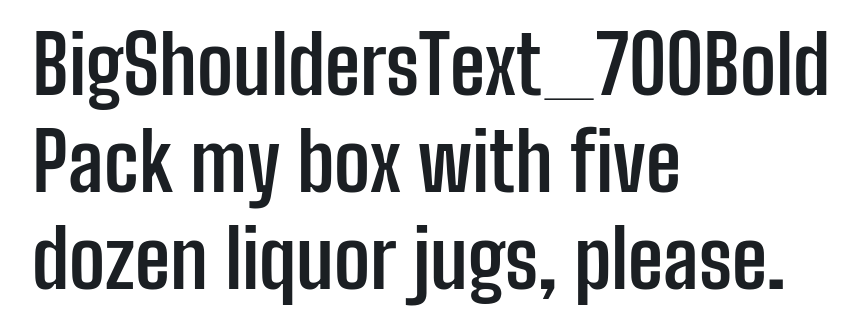 BigShouldersText_700Bold
Pack my box with five
dozen liquor jugs, please.